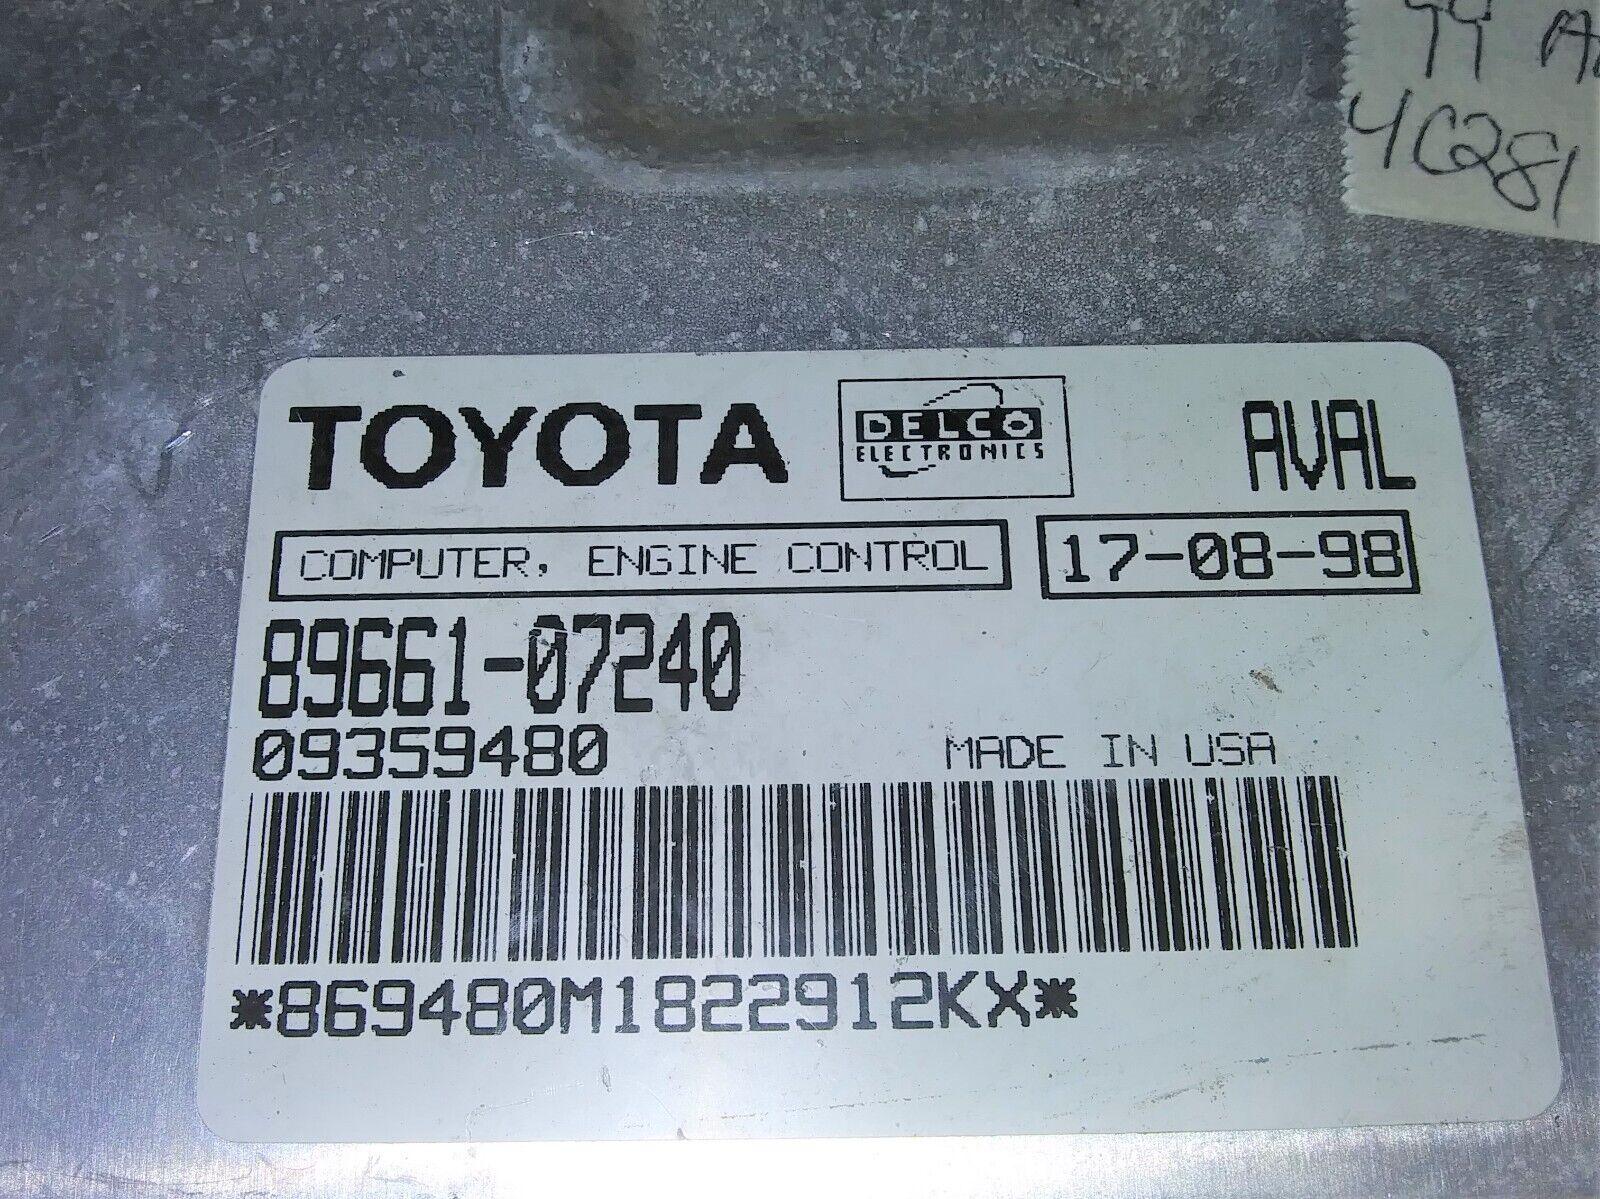 99
4C281
TOYOTA DELCO ELECTRONICS AVAL
COMPUTER, ENGINE CONTROL 17-08-98
89661-07240
09359480 MADE IN USA
*869480M1822912KX*